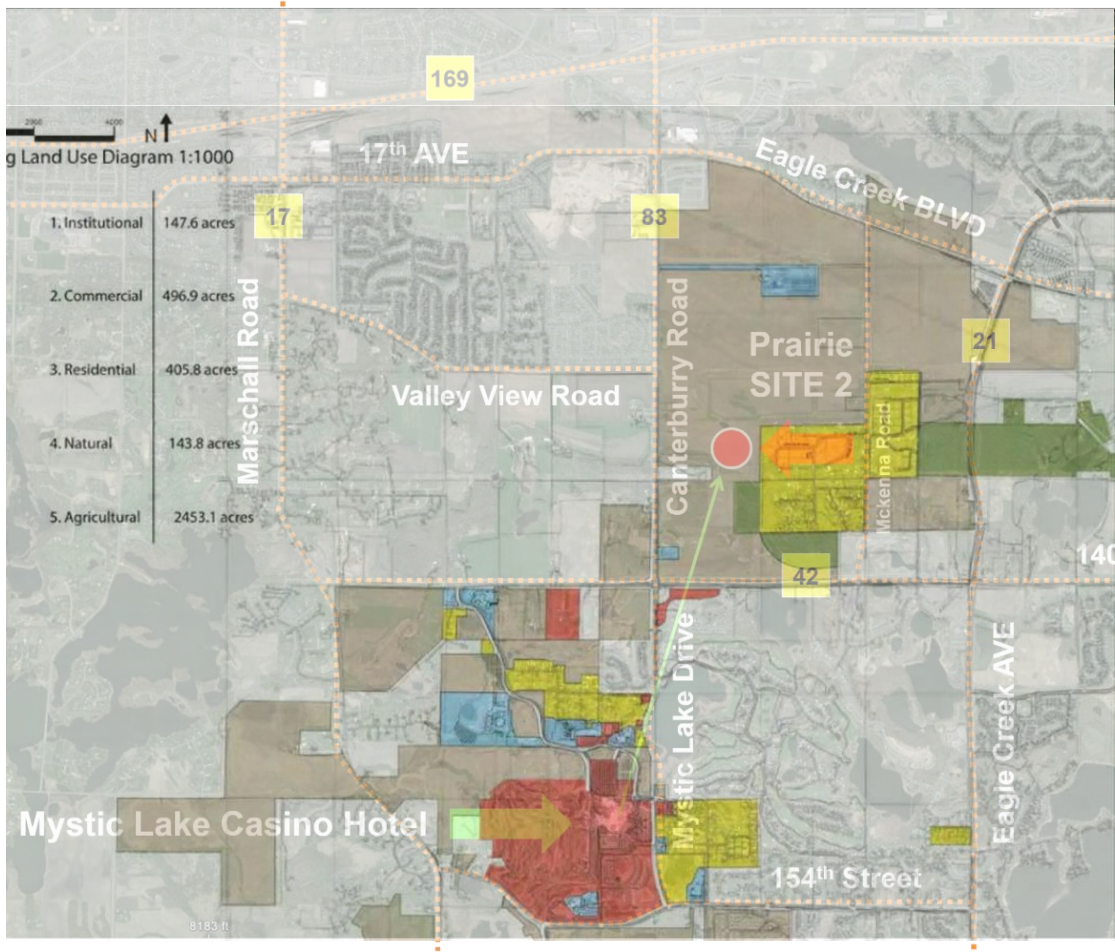 169
2000 4000 N
g Land Use Diagram 1:1000
17th AVE
Eagle Creek BLVD
1. Institutional 147.6 acres
17
83
2. Commercial 496.9 acres
Marschall Road
Canterburry Road
Prairie
SITE 2
21
3. Residential 405.8 acres
Valley View Road
Mckenna Road
4. Natural 143.8 acres
5. Agricultural 2453.1 acres
140
42
Mystic Lake Drive
Eagle Creek AVE
Mystic Lake Casino Hotel
154th Street
8183 ft